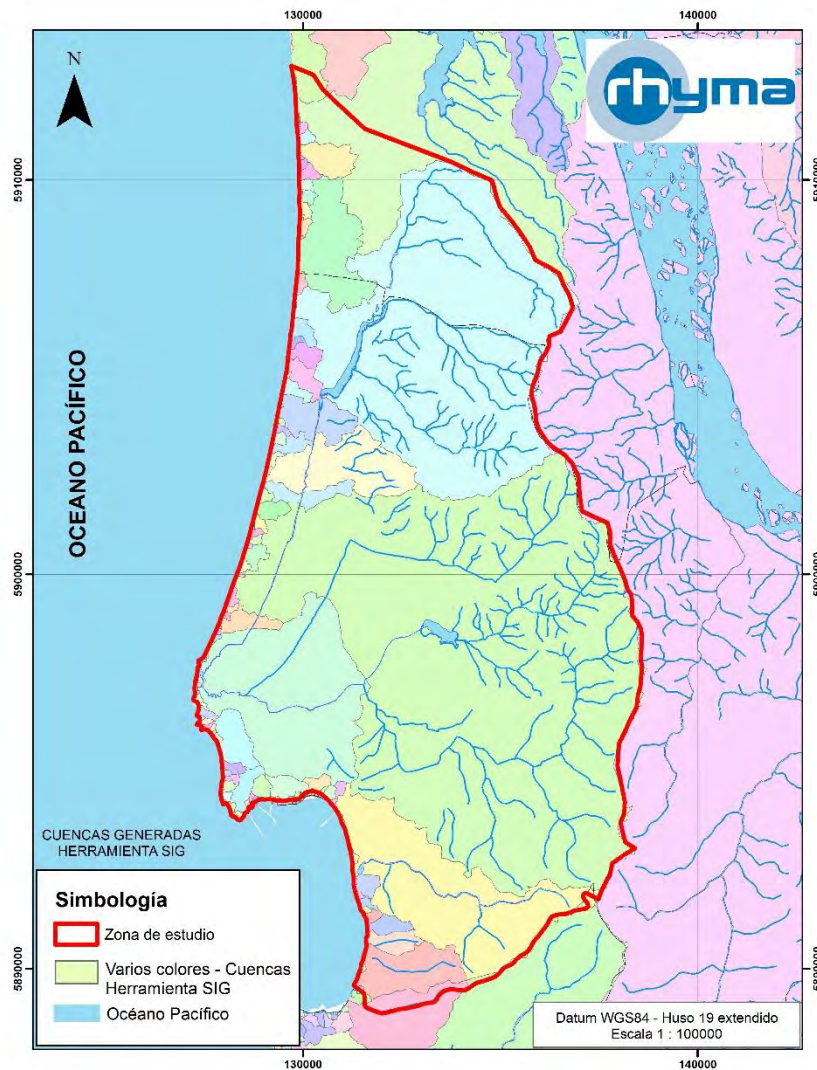 130000
140000
N
rhyma
5910000
5910000
OCEANO PACÍFICO
5900000
5900000
CUENCAS GENERADAS
HERRAMIENTA SIG
Simbología
Zona de estudio
Varios colores - Cuencas
Herramienta SIG
Océano Pacífico
5890000
5890000
Datum WGS84 - Huso 19 extendido
Escala 1 : 100000
130000
140000